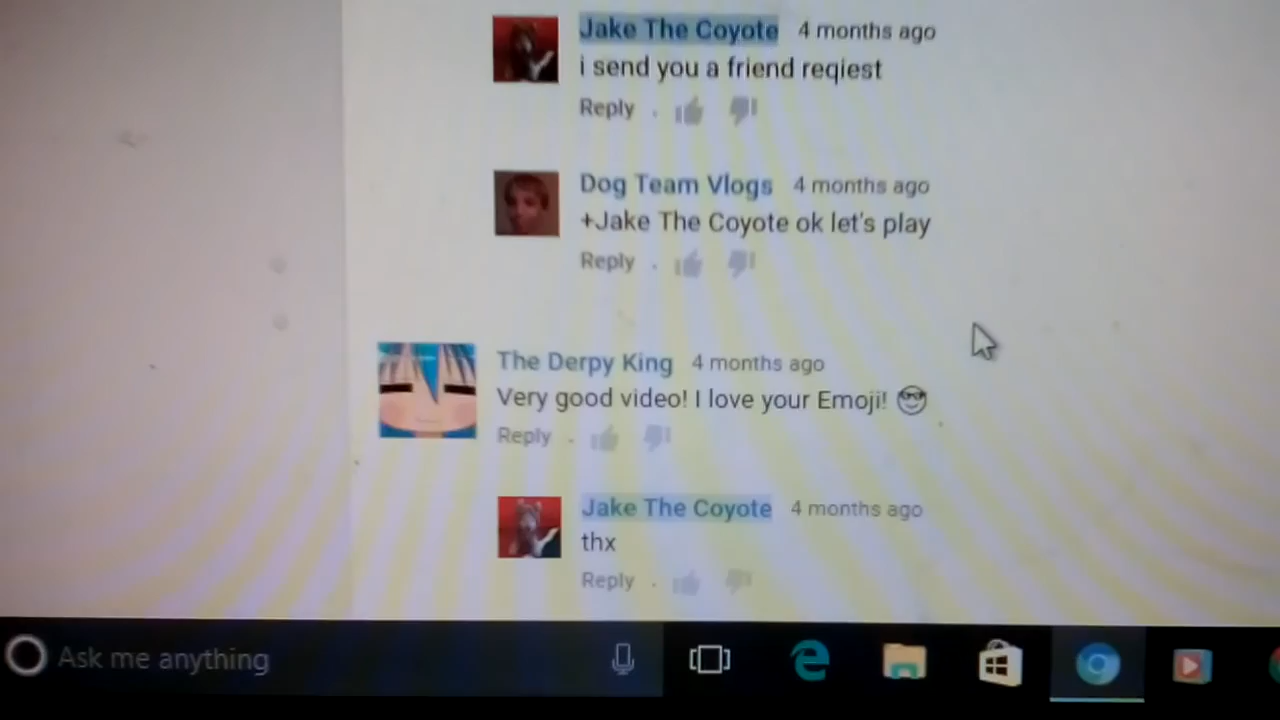 Jake The Coyote 4 months ago
i send you a friend reqiest
Reply .
Dog Team Vlogs 4 months ago
+Jake The Coyote ok let's play
Reply .
The Derpy King 4 months ago
Very good video! I love your Emoji! 😎
Reply .
Jake The Coyote 4 months ago
thx
Reply .
Ask me anything